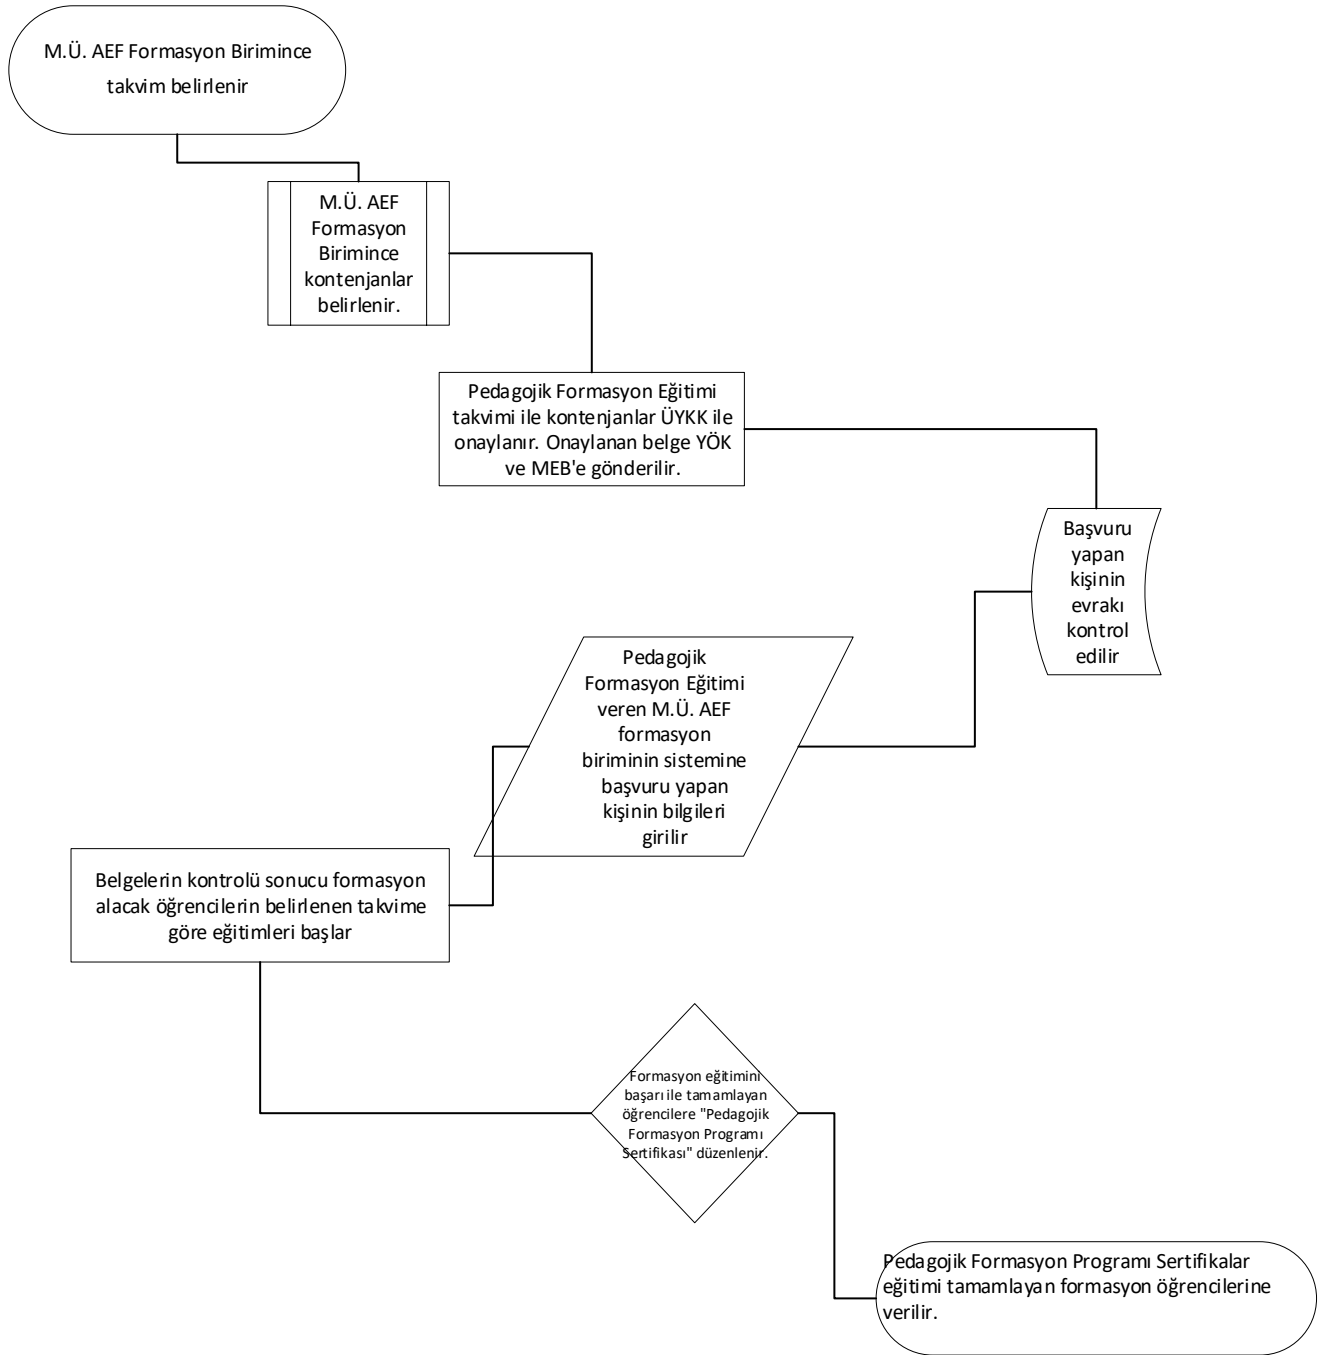 M.Ü. AEF Formasyon Birimince
takvim belirlenir
M.Ü. AEF
Formasyon
Birimince
kontenjanlar
belirlenir.
Pedagojik Formasyon Eğitimi
takvimi ile kontenjanlar ÜYKK ile
onaylanır. Onaylanan belge YÖK
ve MEB'e gönderilir.
Başvuru
yapan
kişinin
evrakı
kontrol
edilir
Pedagojik
Formasyon Eğitimi
veren M.Ü. AEF
formasyon
biriminin sistemine
başvuru yapan
kişinin bilgileri
girilir
Belgelerin kontrolü sonucu formasyon
alacak öğrencilerin belirlenen takvime
göre eğitimleri başlar
Formasyon eğitimini
başarı ile tamamlayan
öğrencilere "Pedagojik
Formasyon Programı
Sertifikası" düzenlenir.
Pedagojik Formasyon Programı Sertifikalar
eğitimi tamamlayan formasyon öğrencilerine
verilir.